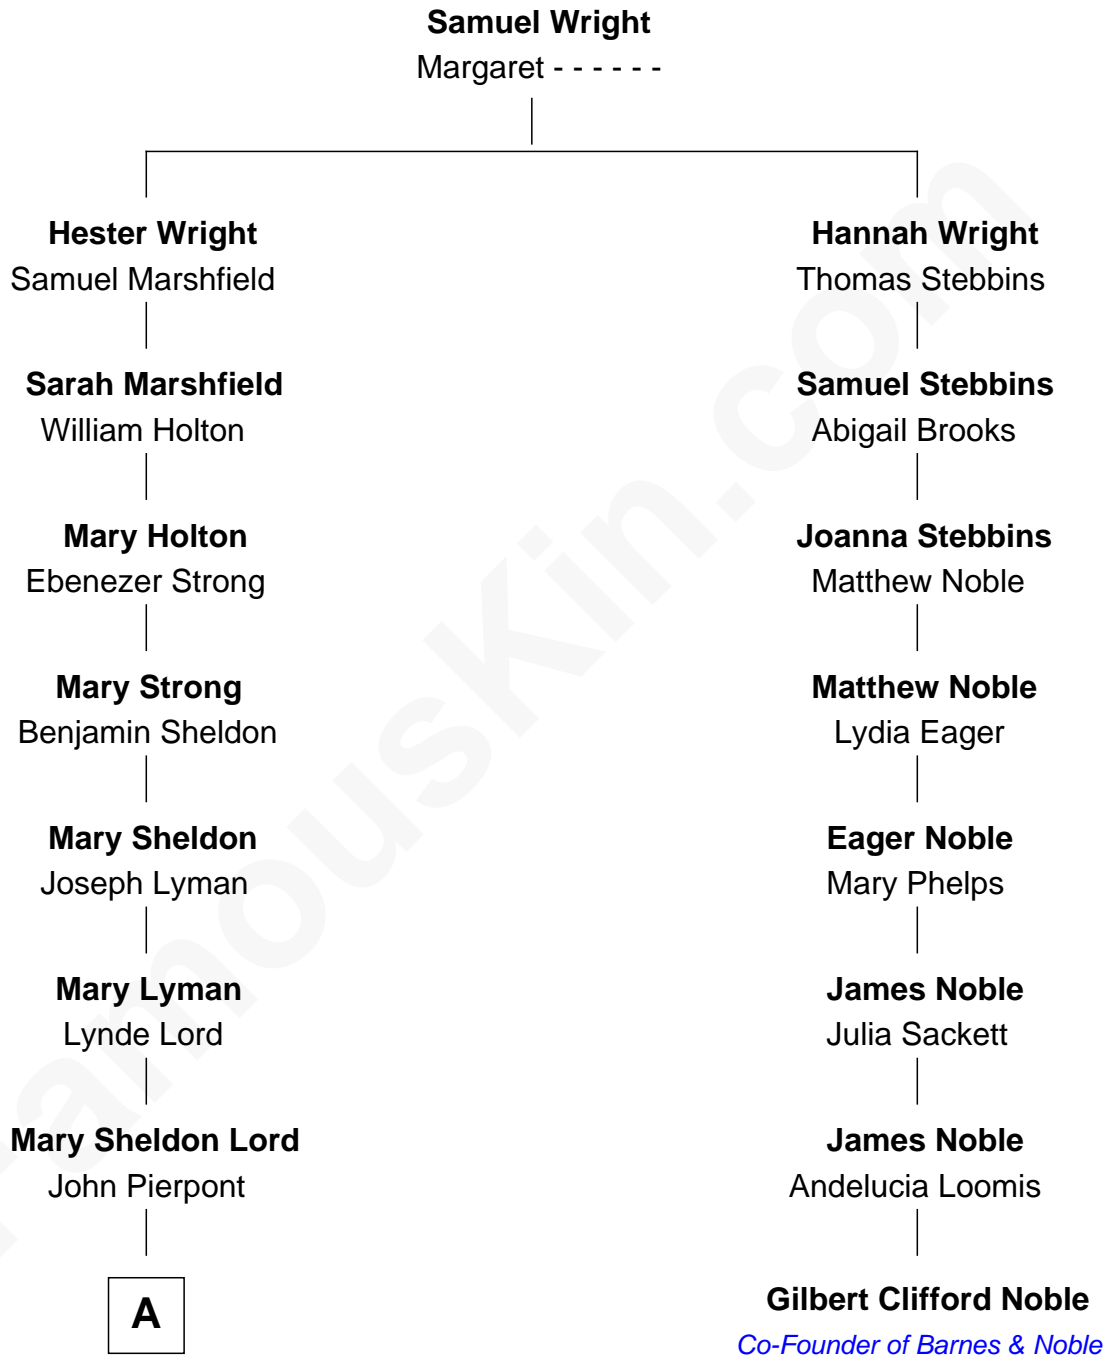 Samuel Wright
Margaret - - - - - -
Hester Wright
Samuel Marshfield
Sarah Marshfield
William Holton
Mary Holton
Ebenezer Strong
Mary Strong
Benjamin Sheldon
Mary Sheldon
Joseph Lyman
Mary Lyman
Lynde Lord
Mary Sheldon Lord
John Pierpont
A
Hannah Wright
Thomas Stebbins
Samuel Stebbins
Abigail Brooks
Joanna Stebbins
Matthew Noble
Matthew Noble
Lydia Eager
Eager Noble
Mary Phelps
James Noble
Julia Sackett
James Noble
Andelucia Loomis
Gilbert Clifford Noble
Co-Founder of Barnes & Noble
FamousKin.com